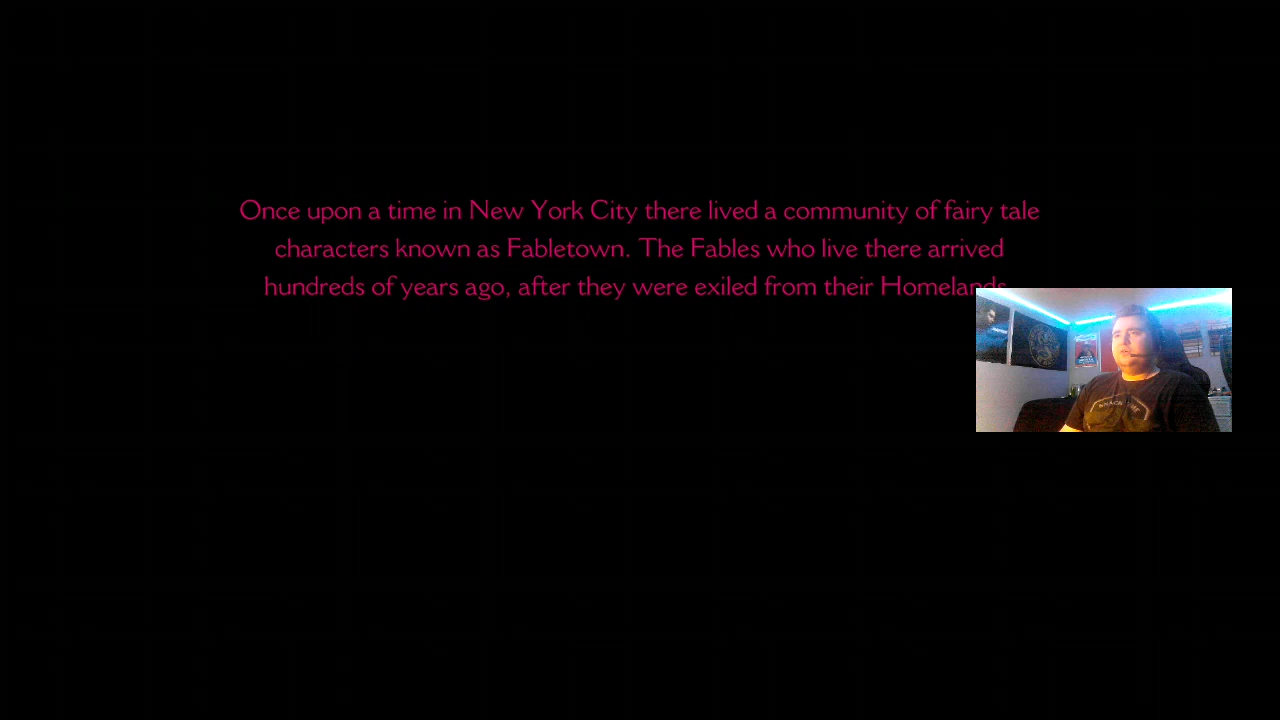 Once upon a time in New York City there lived a community of fairy tale
characters known as Fabletown. The Fables who live there arrived
hundreds of years ago, after they were exiled from their Homelands